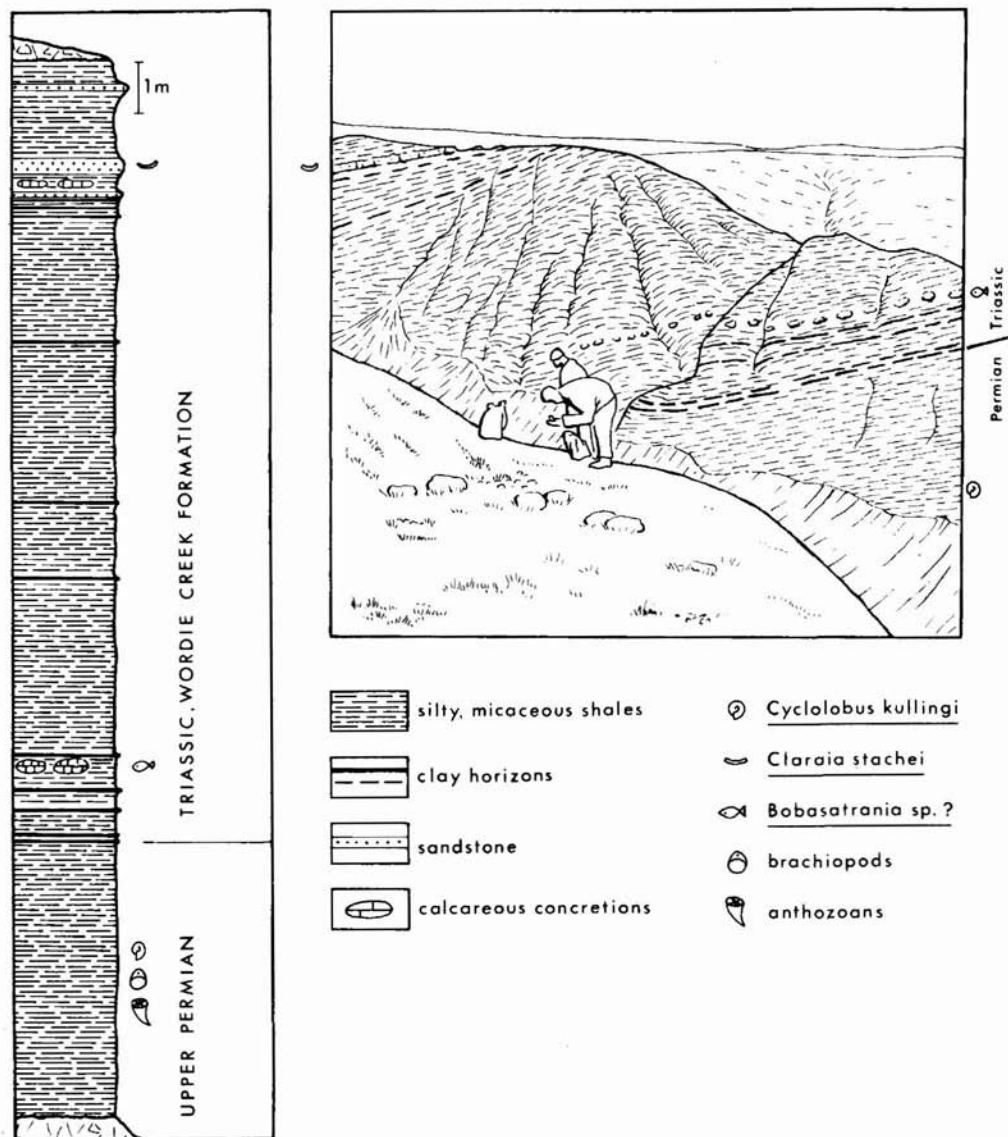 1m
TRIASSIC, WORDIE CREEK FORMATION
UPPER PERMIAN
Permian Triassic
silty, micaceous shales
clay horizons
sandstone
calcareous concretions
Cyclolobus kullingi
Claraia stachei
Bobasatrania sp. ?
brachiopods
anthozoans